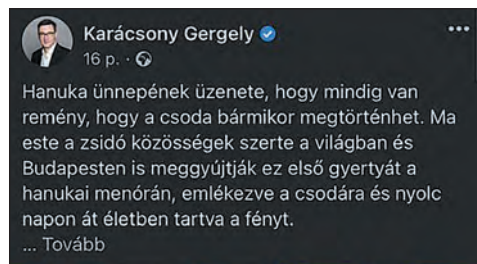 Karácsony Gergely
16 p. ·
Hanuka ünnepének üzenete, hogy mindig van
remény, hogy a csoda bármikor megtörténhet. Ma
este a zsidó közösségek szerte a világban és
Budapesten is meggyújtják ez első gyertyát a
hanukai menórán, emlékezve a csodára és nyolc
napon át életben tartva a fényt.
... Tovább